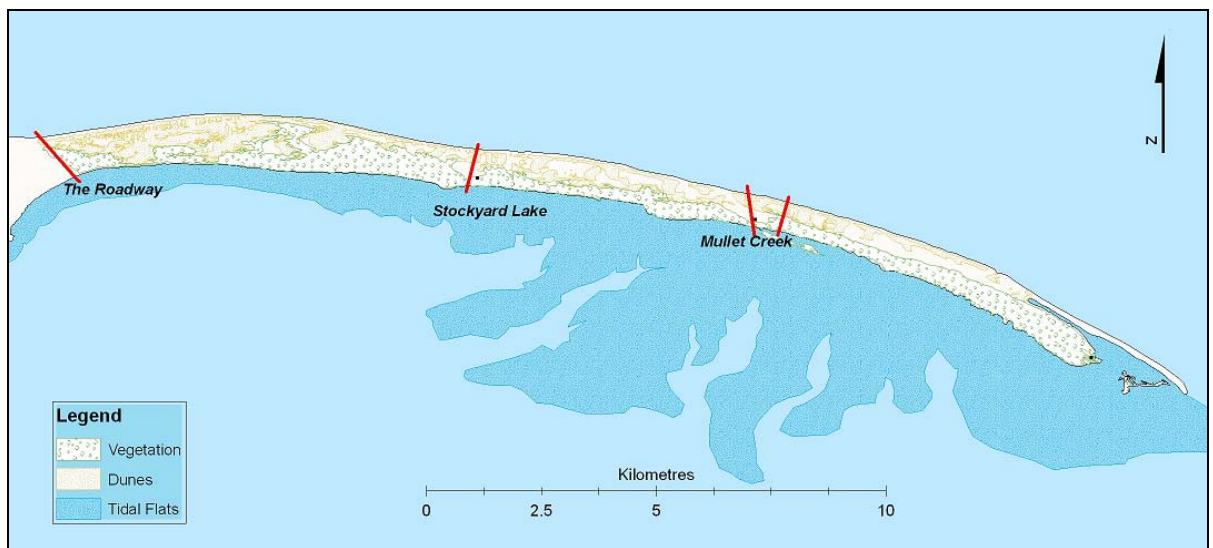 N
The Roadway
Stockyard Lake
Mullet Creek
Legend
Vegetation
Dunes
Tidal Flats
Kilometres
0 2.5 5 10